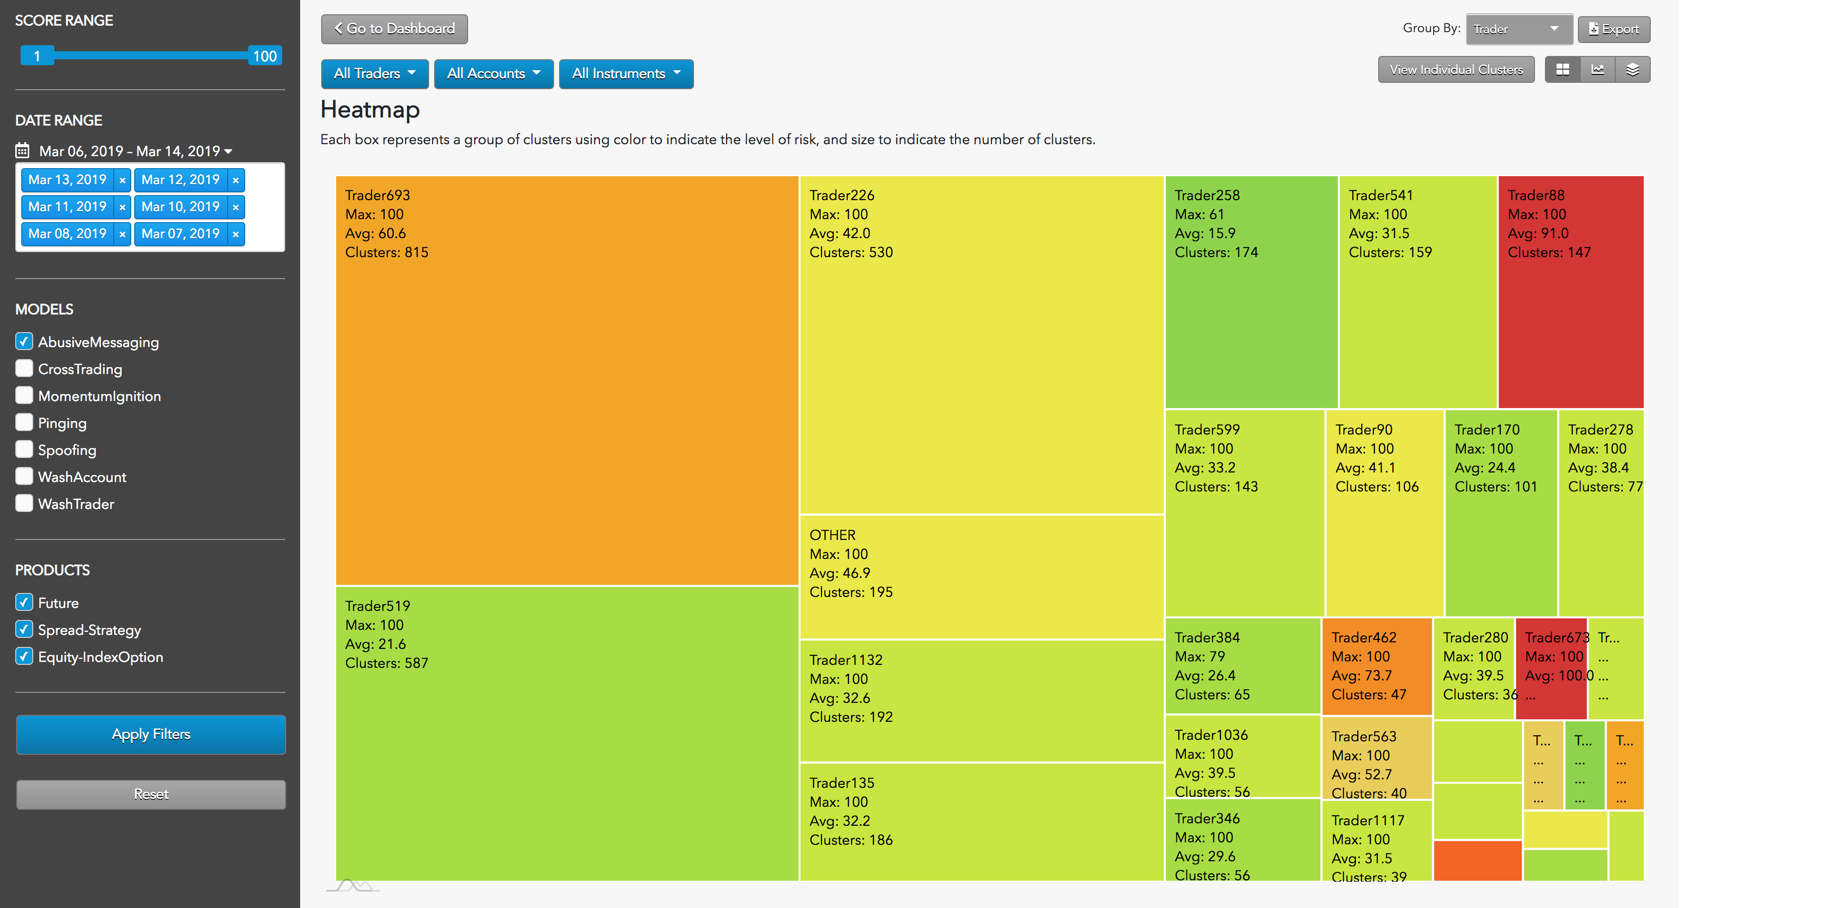 SCORE RANGE
1
100
DATE RANGE
Mar 06, 2019 - Mar 14, 2019
Mar 13, 2019 × Mar 12, 2019 ×
Mar 11, 2019 × Mar 10, 2019 ×
Mar 08, 2019 × Mar 07, 2019 ×
MODELS
AbusiveMessaging
CrossTrading
MomentumIgnition
Pinging
Spoofing
WashAccount
WashTrader
PRODUCTS
Future
Spread-Strategy
Equity-IndexOption
Apply Filters
Reset
Go to Dashboard
Group By: Trader
Export
All Traders
All Accounts
All Instruments
View Individual Clusters
Heatmap
Each box represents a group of clusters using color to indicate the level of risk, and size to indicate the number of clusters.
Trader693
Max: 100
Avg: 60.6
Clusters: 815
Trader519
Max: 100
Avg: 21.6
Clusters: 587
Trader226
Max: 100
Avg: 42.0
Clusters: 530
OTHER
Max: 100
Avg: 46.9
Clusters: 195
Trader1132
Max: 100
Avg: 32.6
Clusters: 192
Trader135
Max: 100
Avg: 32.2
Clusters: 186
Trader258
Max: 61
Avg: 15.9
Clusters: 174
Trader541
Max: 100
Avg: 31.5
Clusters: 159
Trader88
Max: 100
Avg: 91.0
Clusters: 147
Trader599
Max: 100
Avg: 33.2
Clusters: 143
Trader90
Max: 100
Avg: 41.1
Clusters: 106
Trader170
Max: 100
Avg: 24.4
Clusters: 101
Trader278
Max: 100
Avg: 38.4
Clusters: 77
Trader384
Max: 79
Avg: 26.4
Clusters: 65
Trader462
Max: 100
Avg: 73.7
Clusters: 47
Trader280
Max: 100
Avg: 39.5
Clusters: 36
Trader673
Max: 100
Avg: 100.0
...
Tr...
...
...
...
Trader1036
Max: 100
Avg: 39.5
Clusters: 56
Trader563
Max: 100
Avg: 52.7
Clusters: 40
T...
...
...
...
T...
...
...
...
T...
...
...
...
Trader346
Max: 100
Avg: 29.6
Clusters: 56
Trader1117
Max: 100
Avg: 31.5
Clusters: 39